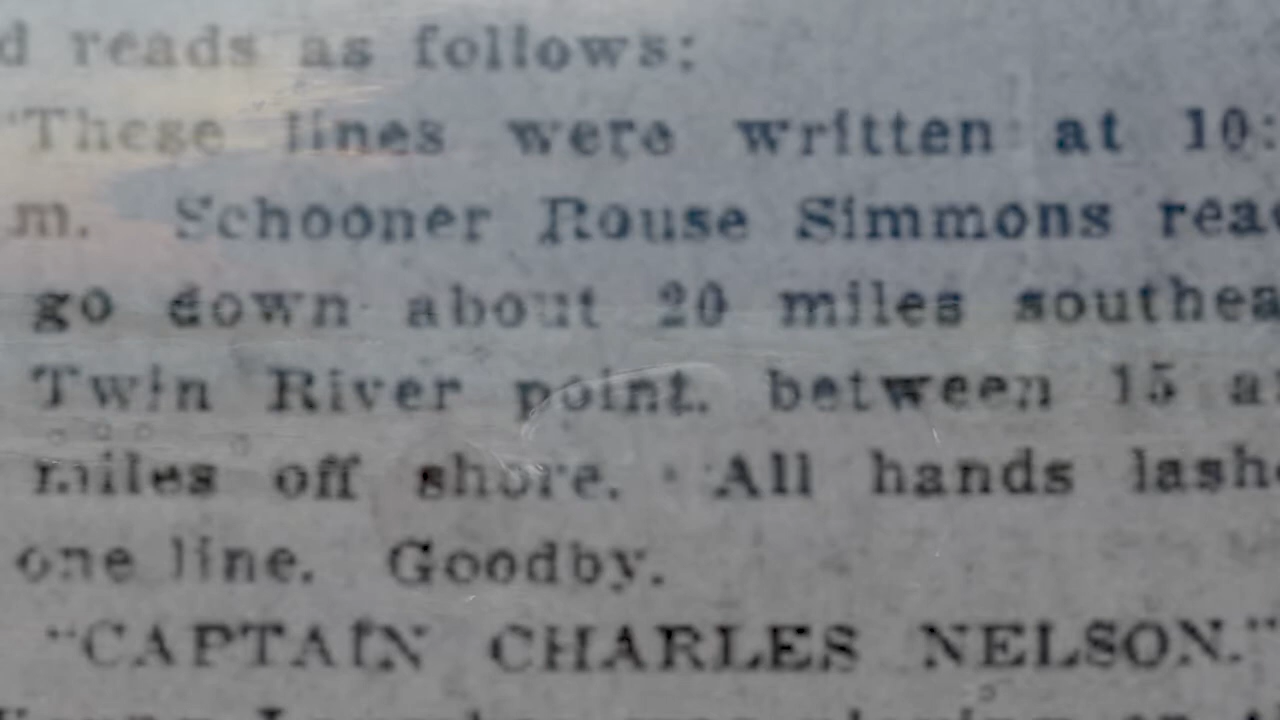 d reads as follows:
"These lines were written at 10:
m. Schooner Rouse Simmons rea
go down about 20 miles southea
Twin River point. between 15 a
miles off shore. All hands lash
one line. Goodby.
"CAPTAIN CHARLES NELSON."